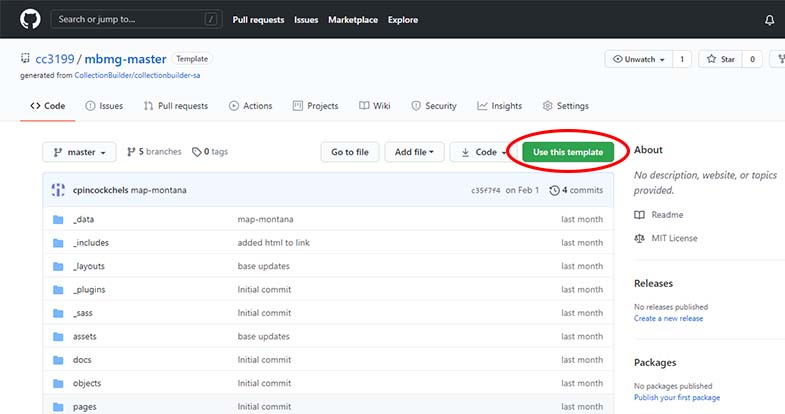 Search or jump to... /
Pull requests Issues Marketplace Explore
cc3199 / mbmg-master Template
Unwatch 1 Star 0
generated from CollectionBuilder/collectionbuilder-sa
Code Issues Pull requests Actions Projects Wiki Security Insights Settings
master 5 branches 0 tags Go to file Add file Code Use this template
cpincockchels map-montana c35f7f4 on Feb 1 4 commits
_data map-montana last month
_includes added html to link last month
_layouts base updates last month
_plugins Initial commit last month
_sass Initial commit last month
assets base updates last month
docs Initial commit last month
objects Initial commit last month
pages Initial commit last month
About
No description, website, or topics
provided.
Readme
MIT License
Releases
No releases published
Create a new release
Packages
No packages published
Publish your first package